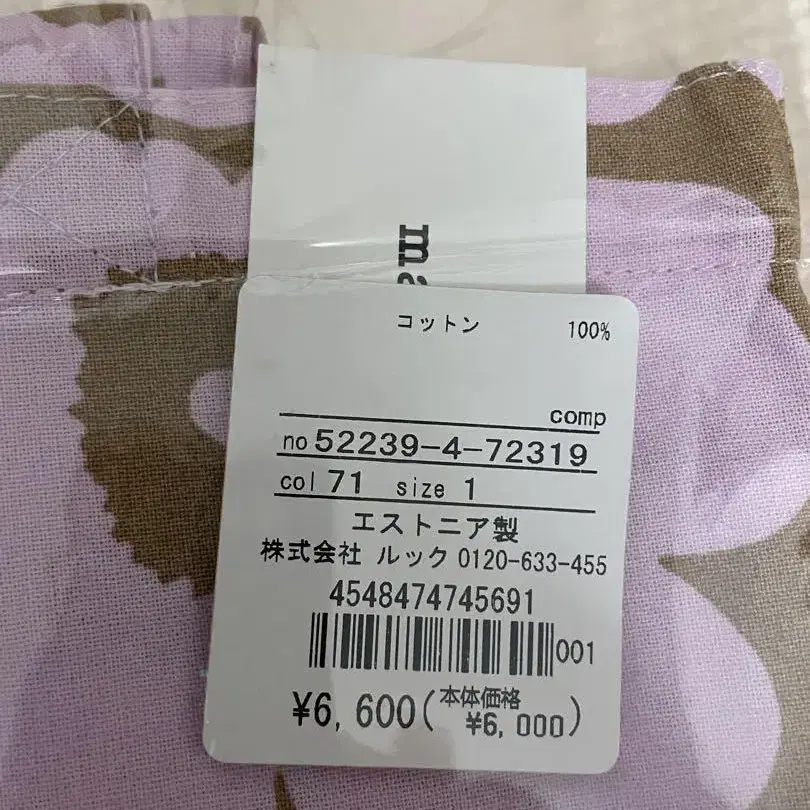 ma
コットン 100%
comp
no 52239-4-72319
col 71 size 1
エストニア製
株式会社 ルック 0120-633-455
4548474745691
001
¥6,600(本体価格 ¥6,000)